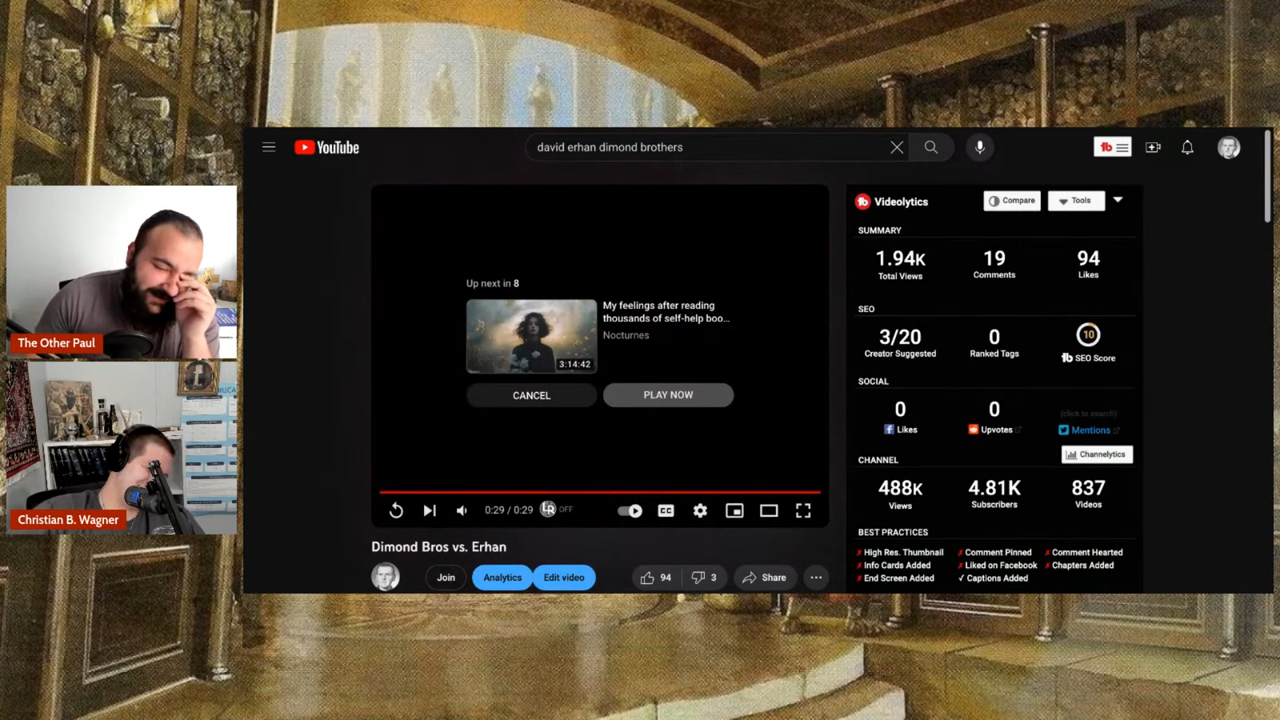 YouTube
david erhan dimond brothers
The Other Paul
Christian B. Wagner
Up next in 8
My feelings after reading
thousands of self-help boo...
Nocturnes
3:14:42
CANCEL
PLAY NOW
0:29 / 0:29
OFF
CC
Dimond Bros vs. Erhan
Join
Analytics
Edit video
94
3
Share
Videolytics
Compare
Tools
SUMMARY
1.94K
19
94
Total Views
Comments
Likes
SEO
3/20
0
10
Creator Suggested
Ranked Tags
SEO Score
SOCIAL
0
0
(click to search)
Likes
Upvotes
Mentions
CHANNEL
Channelytics
488K
4.81K
837
Views
Subscribers
Videos
BEST PRACTICES
✗ High Res. Thumbnail ✗ Comment Pinned ✗ Comment Hearted
✗ Info Cards Added ✗ Liked on Facebook ✗ Chapters Added
✗ End Screen Added ✓ Captions Added